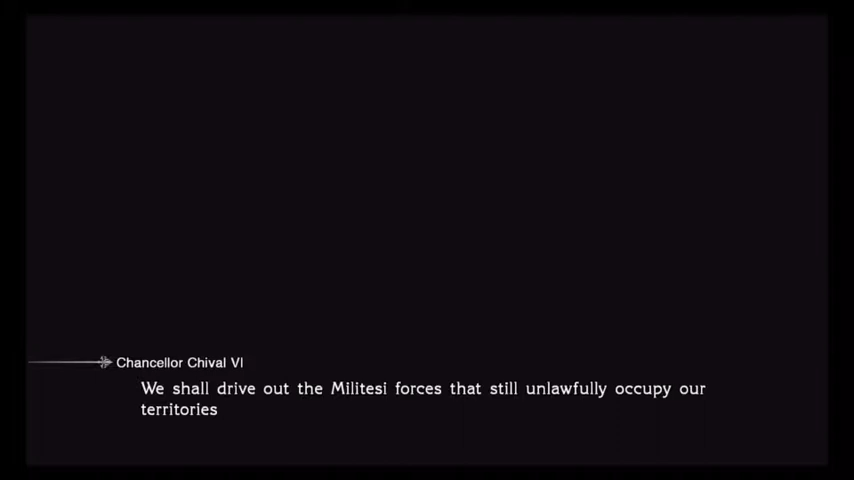 Chancellor Chival VI
We shall drive out the Militesi forces that still unlawfully occupy our
territories